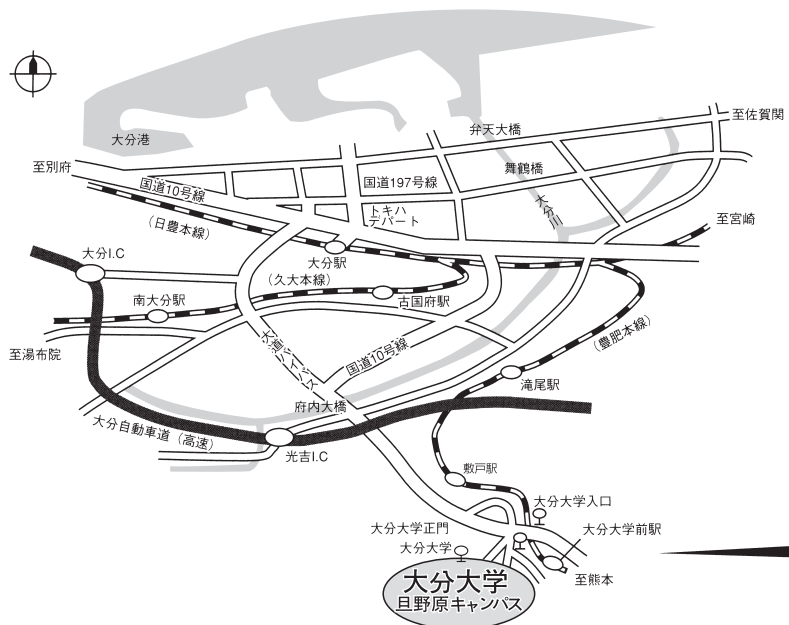 大分港
弁天大橋
至佐賀関
至別府
国道10号線
国道197号線
舞鶴橋
トキハ
デパート
大分川
(日豊本線)
至宮崎
大分I.C
大分駅
(久大本線)
南大分駅
古国府駅
至湯布院
大道バイパス
国道10号線
(豊肥本線)
滝尾駅
府内大橋
大分自動車道(高速)
光吉I.C
敷戸駅
大分大学入口
大分大学正門
大分大学前駅
大分大学
至熊本
大分大学
旦野原キャンパス